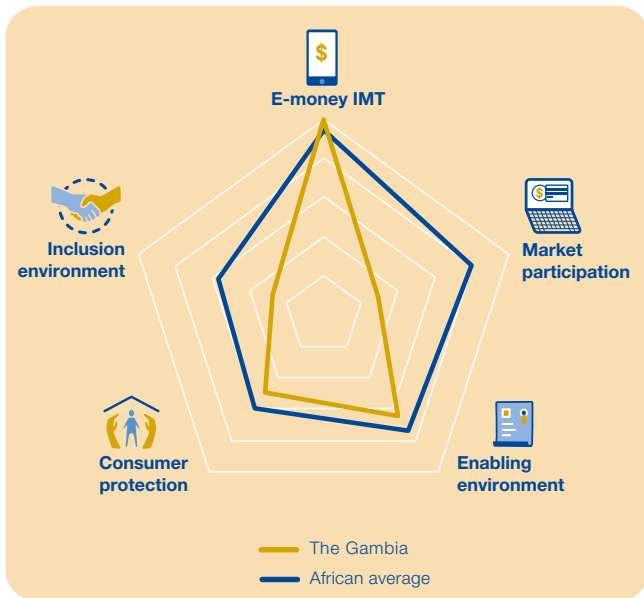 $
E-money IMT
$
Inclusion
environment
Market
participation
Consumer
protection
Enabling
environment
The Gambia
African average